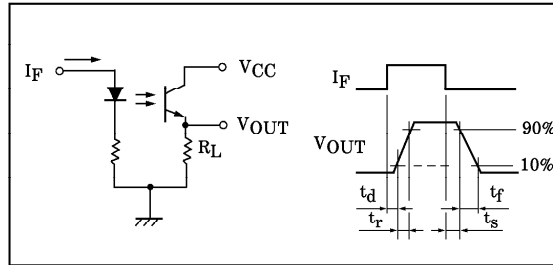 I_F
V_CC
V_OUT
R_L
I_F
V_OUT
90%
10%
t_d
t_f
t_r
t_s